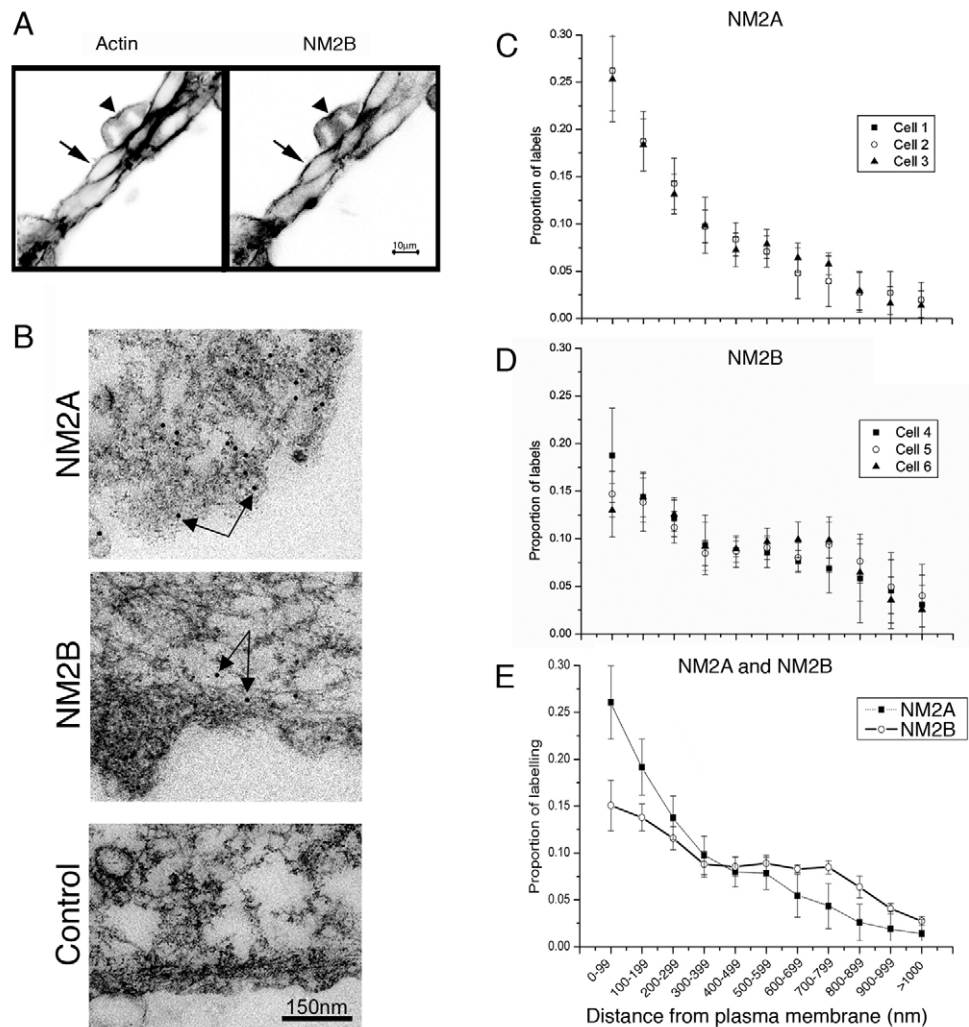 A
Actin
NM2B
10µm
B
NM2A
NM2B
Control
150nm
C
NM2A
0.30
0.25
0.20
0.15
0.10
0.05
0.00
Proportion of labels
Cell 1
Cell 2
Cell 3
D
NM2B
0.30
0.25
0.20
0.15
0.10
0.05
0.00
Proportion of labels
Cell 4
Cell 5
Cell 6
E
NM2A and NM2B
0.30
0.25
0.20
0.15
0.10
0.05
0.00
Proportion of labelling
NM2A
NM2B
0-99
100-199
200-299
300-399
400-499
500-599
600-699
700-799
800-899
900-999
>1000
Distance from plasma membrane (nm)